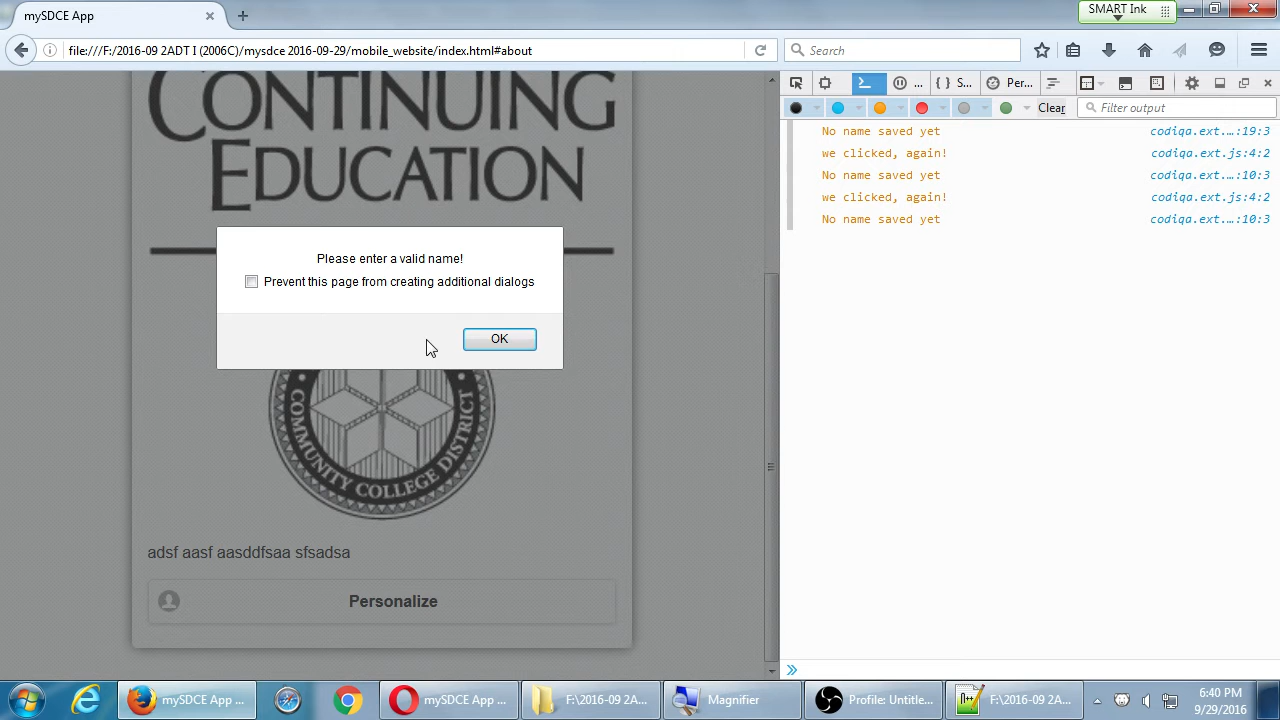 mySDCE App
SMART Ink
file:///F:/2016-09 2ADT I (2006C)/mysdce 2016-09-29/mobile_website/index.html#about
Search
...
S...
Per...
Clear
Filter output
CONTINUING
EDUCATION
No name saved yet
codiqa.ext.…:19:3
we clicked, again!
codiqa.ext.js:4:2
No name saved yet
codiqa.ext.…:10:3
we clicked, again!
codiqa.ext.js:4:2
No name saved yet
codiqa.ext.…:10:3
Please enter a valid name!
Prevent this page from creating additional dialogs
OK
COMMUNITY COLLEGE DISTRICT
adsf aasf aasddfsaa sfsadsa
Personalize
mySDCE App ...
mySDCE App ...
F:\2016-09 2A...
Magnifier
Profile: Untitle...
F:\2016-09 2A...
6:40 PM
9/29/2016